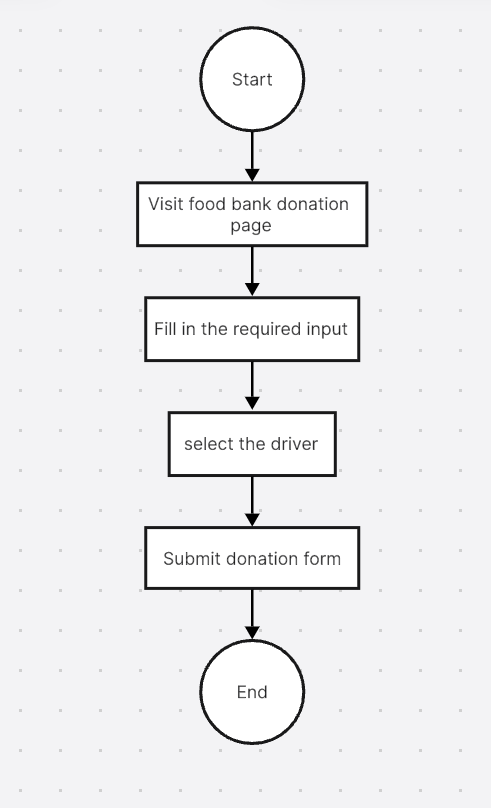 Start
Visit food bank donation
page
Fill in the required input
select the driver
Submit donation form
End